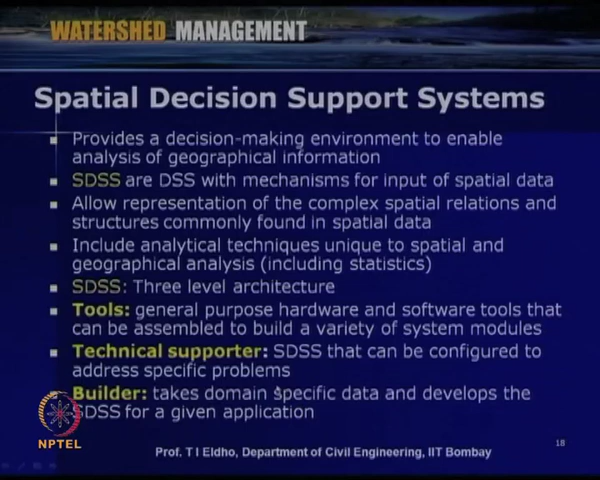 WATERSHED MANAGEMENT
Spatial Decision Support Systems
Provides a decision-making environment to enable
analysis of geographical information
SDSS are DSS with mechanisms for input of spatial data
Allow representation of the complex spatial relations and
structures commonly found in spatial data
Include analytical techniques unique to spatial and
geographical analysis (including statistics)
SDSS: Three level architecture
Tools: general purpose hardware and software tools that
can be assembled to build a variety of system modules
Technical supporter: SDSS that can be configured to
address specific problems
Builder: takes domain specific data and develops the
SDSS for a given application
NPTEL
Prof. T I Eldho, Department of Civil Engineering, IIT Bombay
18